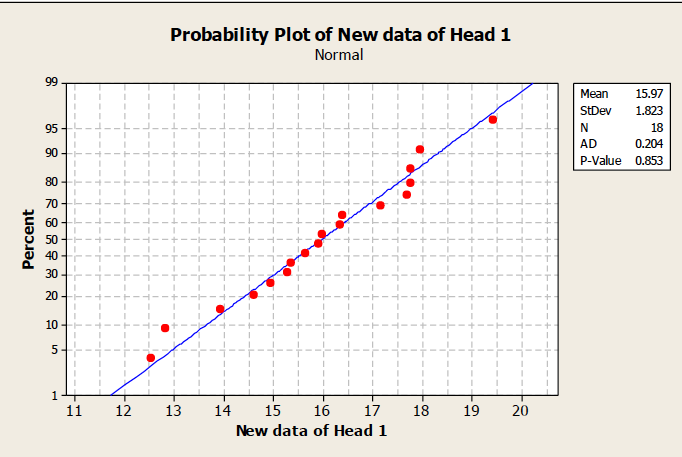 Probability Plot of New data of Head 1
Normal
Mean 15.97
StDev 1.823
N 18
AD 0.204
P-Value 0.853
Percent
99
95
90
80
70
60
50
40
30
20
10
5
1
11 12 13 14 15 16 17 18 19 20
New data of Head 1